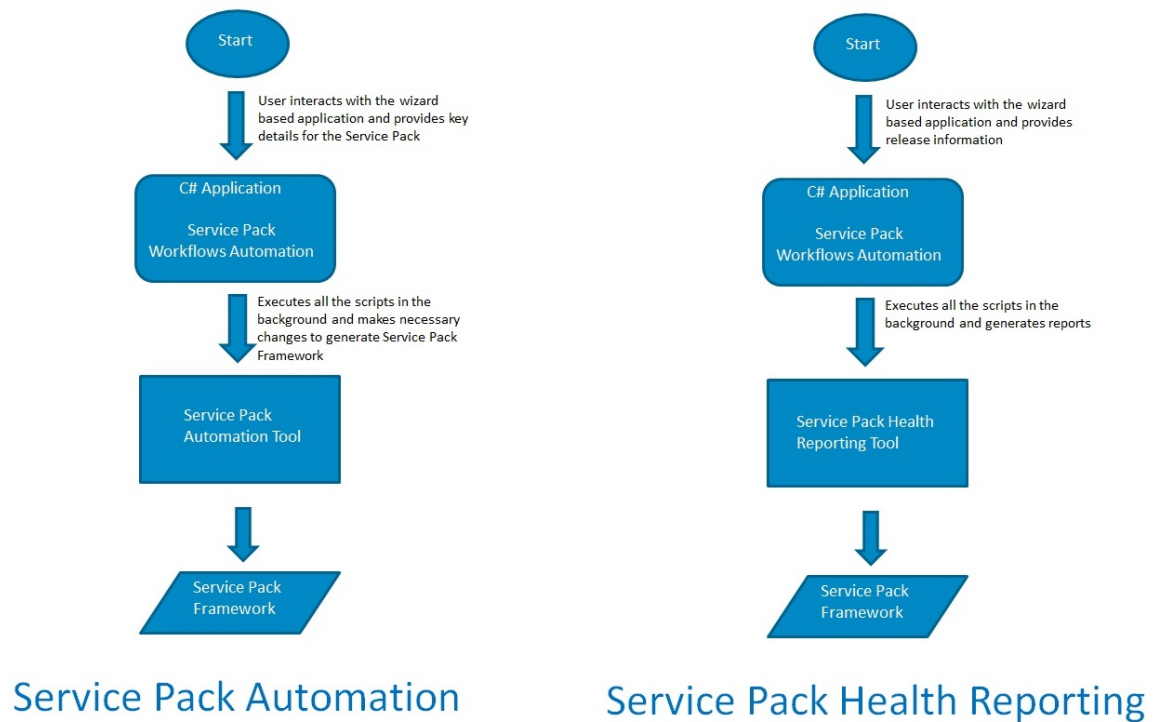 Start
User interacts with the wizard
based application and provides key
details for the Service Pack
C# Application
Service Pack
Workflows Automation
Executes all the scripts in the
background and makes necessary
changes to generate Service Pack
Framework
Service Pack
Automation Tool
Service Pack
Framework
Service Pack Automation
Start
User interacts with the wizard
based application and provides
release information
C# Application
Service Pack
Workflows Automation
Executes all the scripts in the
background and generates reports
Service Pack Health
Reporting Tool
Service Pack
Framework
Service Pack Health Reporting